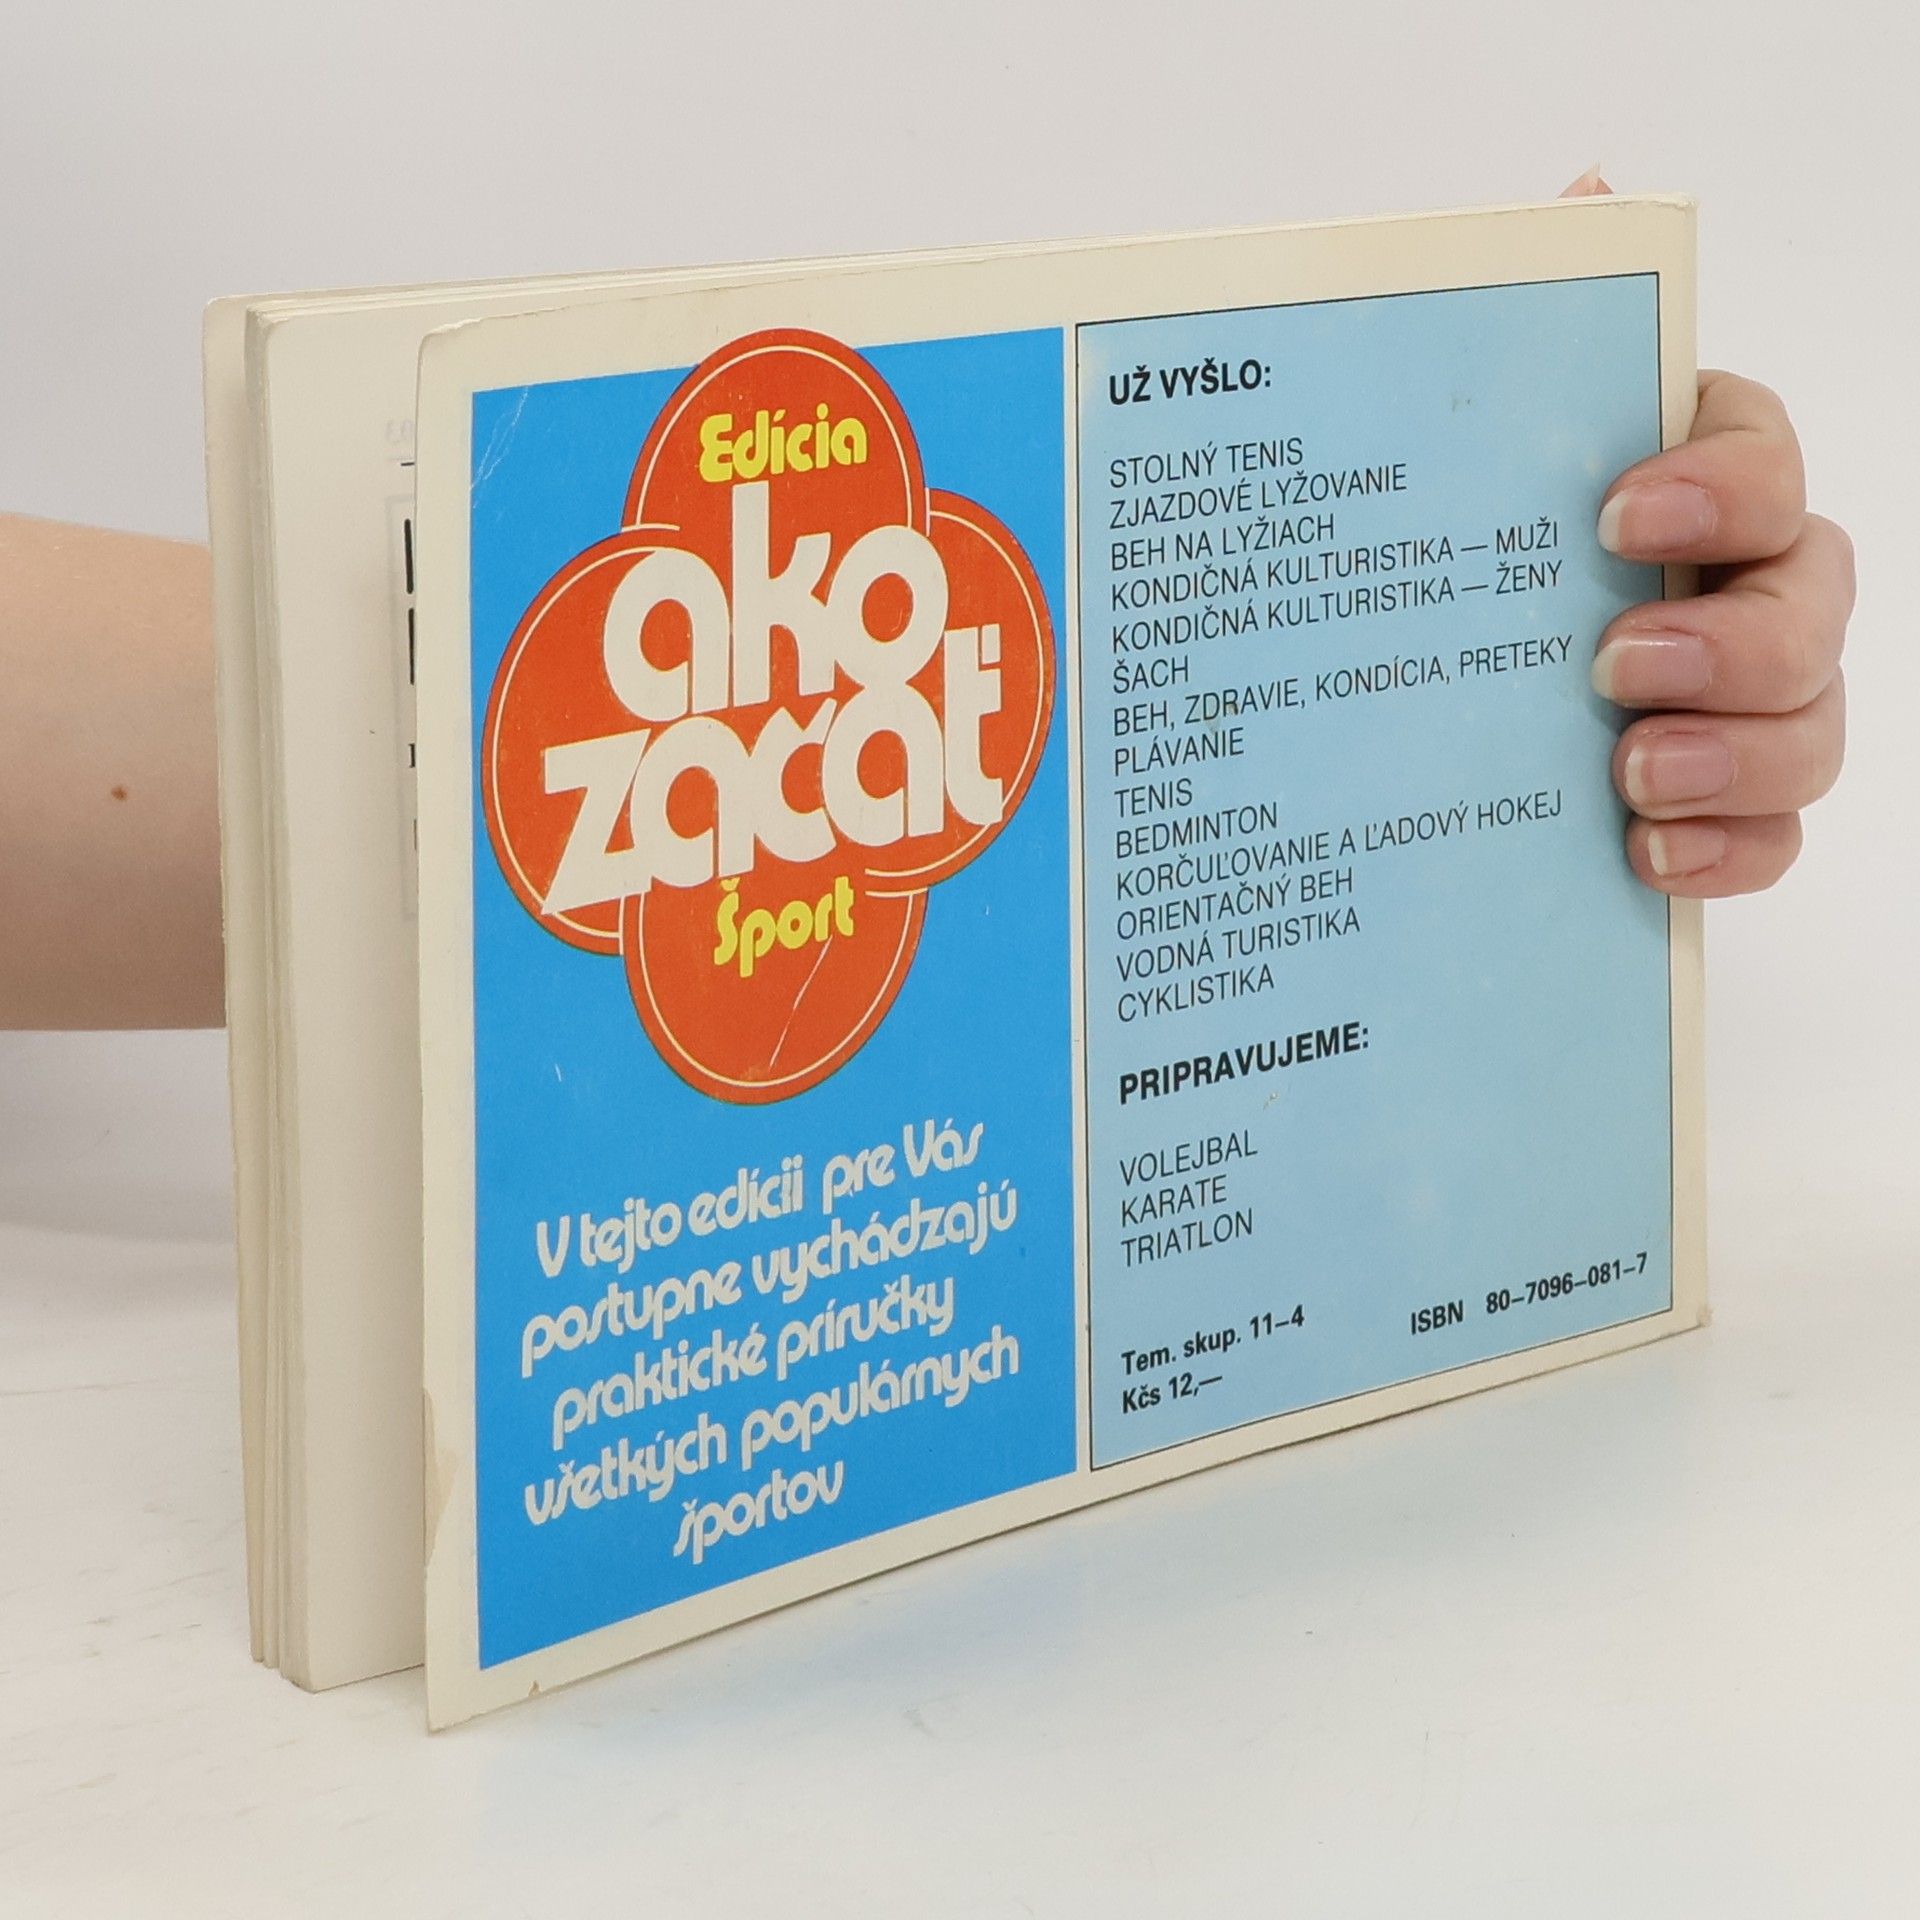 Edícia
ako
začať
Šport
V tejto edícii pre Vás
postupne vychádzajú
praktické príručky
všetkých populárnych
športov
UŽ VYŠLO:
STOLNÝ TENIS
ZJAZDOVÉ LYŽOVANIE
BEH NA LYŽIACH
KONDIČNÁ KULTURISTIKA — MUŽI
KONDIČNÁ KULTURISTIKA — ŽENY
ŠACH
BEH, ZDRAVIE, KONDÍCIA, PRETEKY
PLÁVANIE
TENIS
BEDMINTON
KORČUĽOVANIE A ĽADOVÝ HOKEJ
ORIENTAČNÝ BEH
VODNÁ TURISTIKA
CYKLISTIKA
PRIPRAVUJEME:
VOLEJBAL
KARATE
TRIATLON
Tem. skup. 11–4
ISBN 80–7096–081–7
Kčs 12,—